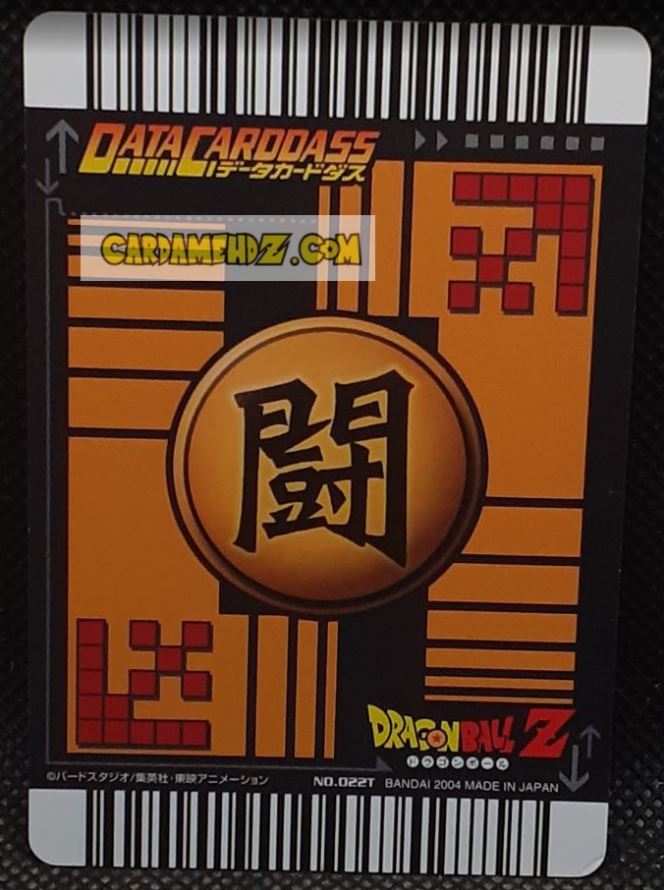 DATA CARDDASS
データカードダス
CARDAMEHDZ.COM
闘
DRAGONBALL Z
ドラゴンボール
©バードスタジオ/集英社・東映アニメーション NO.022T BANDAI 2004 MADE IN JAPAN